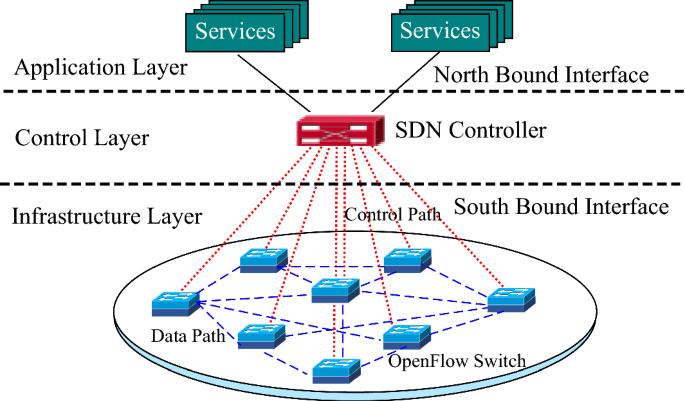 Services
Services
Application Layer
North Bound Interface
SDN Controller
Control Layer
South Bound Interface
Infrastructure Layer
Control Path
Data Path
OpenFlow Switch